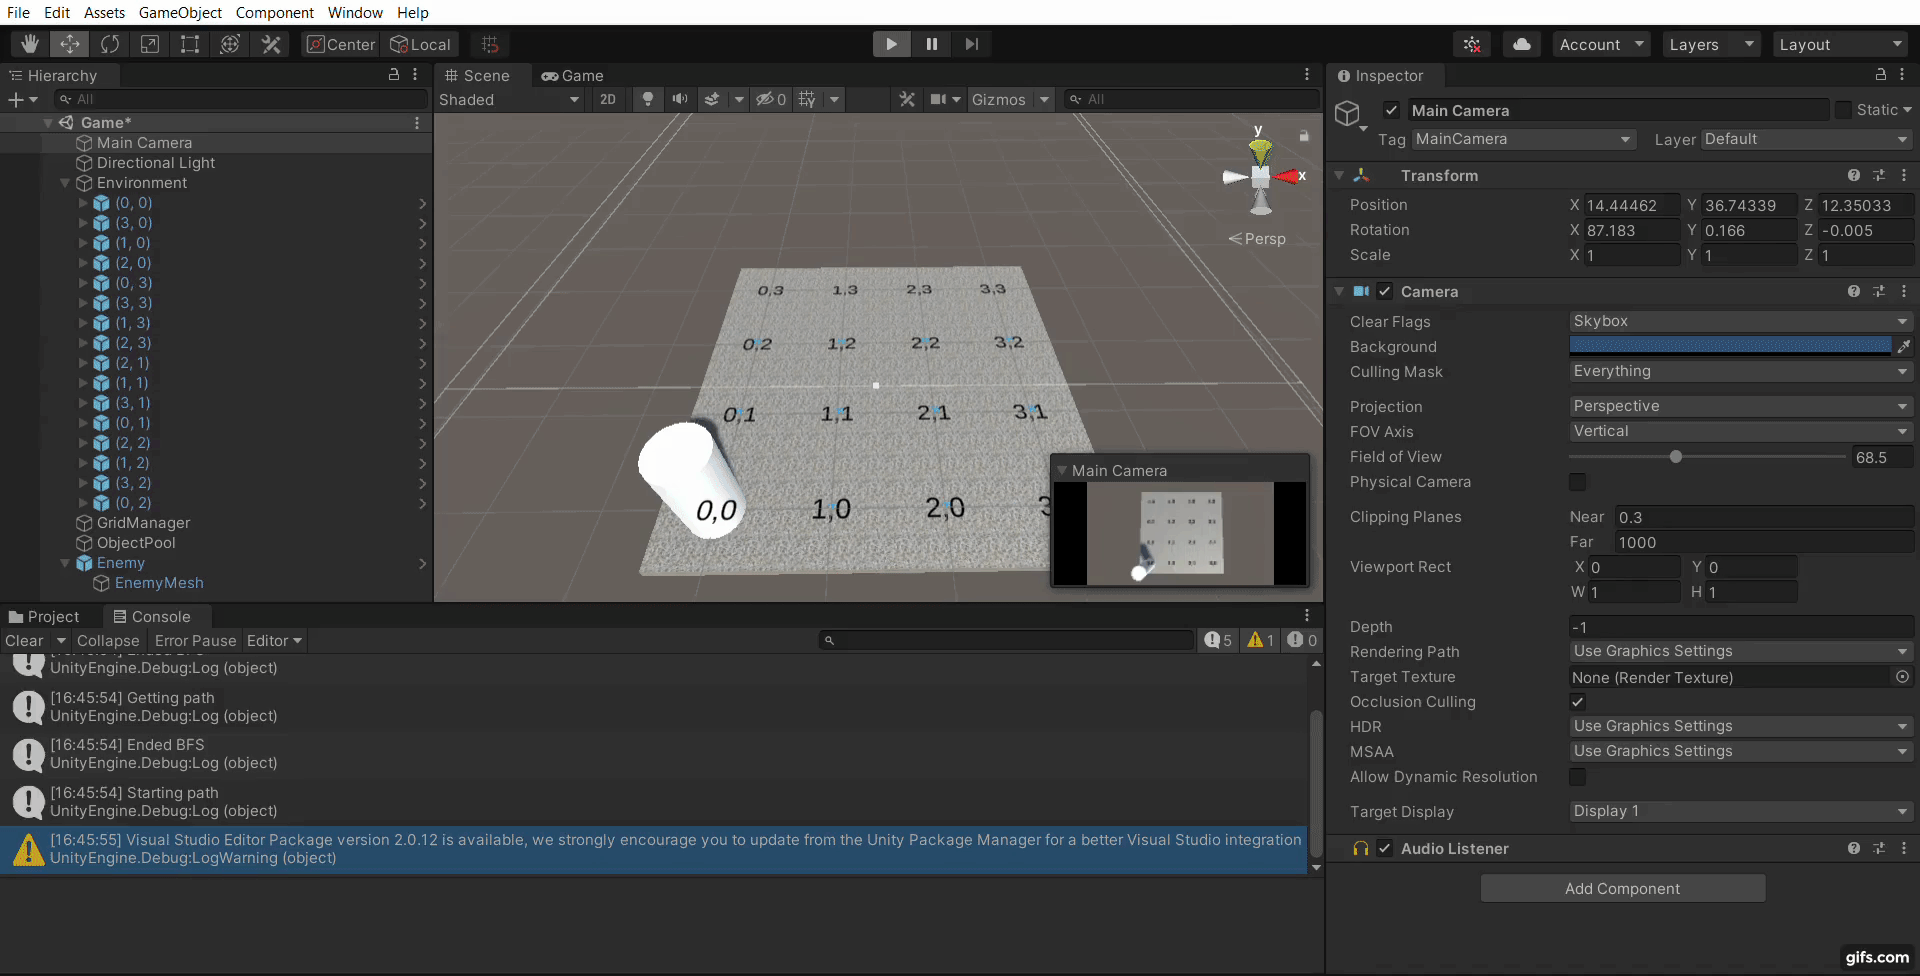 File Edit Assets GameObject Component Window Help
Center Local Account Layers Layout
Hierarchy
All
Game*
Main Camera
Directional Light
Environment
(0, 0)
(3, 0)
(1, 0)
(2, 0)
(0, 3)
(3, 3)
(1, 3)
(2, 3)
(2, 1)
(1, 1)
(3, 1)
(0, 1)
(2, 2)
(1, 2)
(3, 2)
(0, 2)
GridManager
ObjectPool
Enemy
EnemyMesh
Scene Game
Shaded 2D 0 Gizmos All
y
x
Persp
0,3 1,3 2,3 3,3
0,2 1,2 2,2 3,2
0,1 1,1 2,1 3,1
0,0 1,0 2,0 3
Main Camera
Project Console
Clear Collapse Error Pause Editor 5 1 0
UnityEngine.Debug:Log (object)
[16:45:54] Getting path
UnityEngine.Debug:Log (object)
[16:45:54] Ended BFS
UnityEngine.Debug:Log (object)
[16:45:54] Starting path
UnityEngine.Debug:Log (object)
[16:45:55] Visual Studio Editor Package version 2.0.12 is available, we strongly encourage you to update from the Unity Package Manager for a better Visual Studio integration
UnityEngine.Debug:LogWarning (object)
Inspector
Main Camera Static
Tag MainCamera Layer Default
Transform
Position X 14.44462 Y 36.74339 Z 12.35033
Rotation X 87.183 Y 0.166 Z -0.005
Scale X 1 Y 1 Z 1
Camera
Clear Flags Skybox
Background
Culling Mask Everything
Projection Perspective
FOV Axis Vertical
Field of View 68.5
Physical Camera
Clipping Planes Near 0.3
Far 1000
Viewport Rect X 0 Y 0
W 1 H 1
Depth -1
Rendering Path Use Graphics Settings
Target Texture None (Render Texture)
Occlusion Culling
HDR Use Graphics Settings
MSAA Use Graphics Settings
Allow Dynamic Resolution
Target Display Display 1
Audio Listener
Add Component
gifs.com